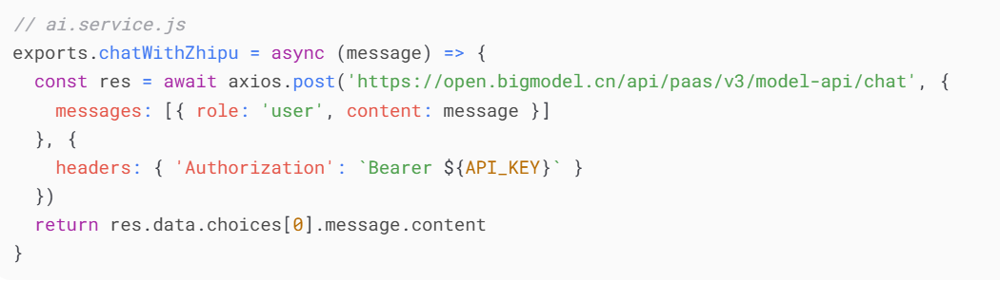 // ai.service.js
exports.chatWithZhipu = async (message) => {
  const res = await axios.post('https://open.bigmodel.cn/api/paas/v3/model-api/chat', {
    messages: [{ role: 'user', content: message }]
  }, {
    headers: { 'Authorization': `Bearer ${API_KEY}` }
  })
  return res.data.choices[0].message.content
}